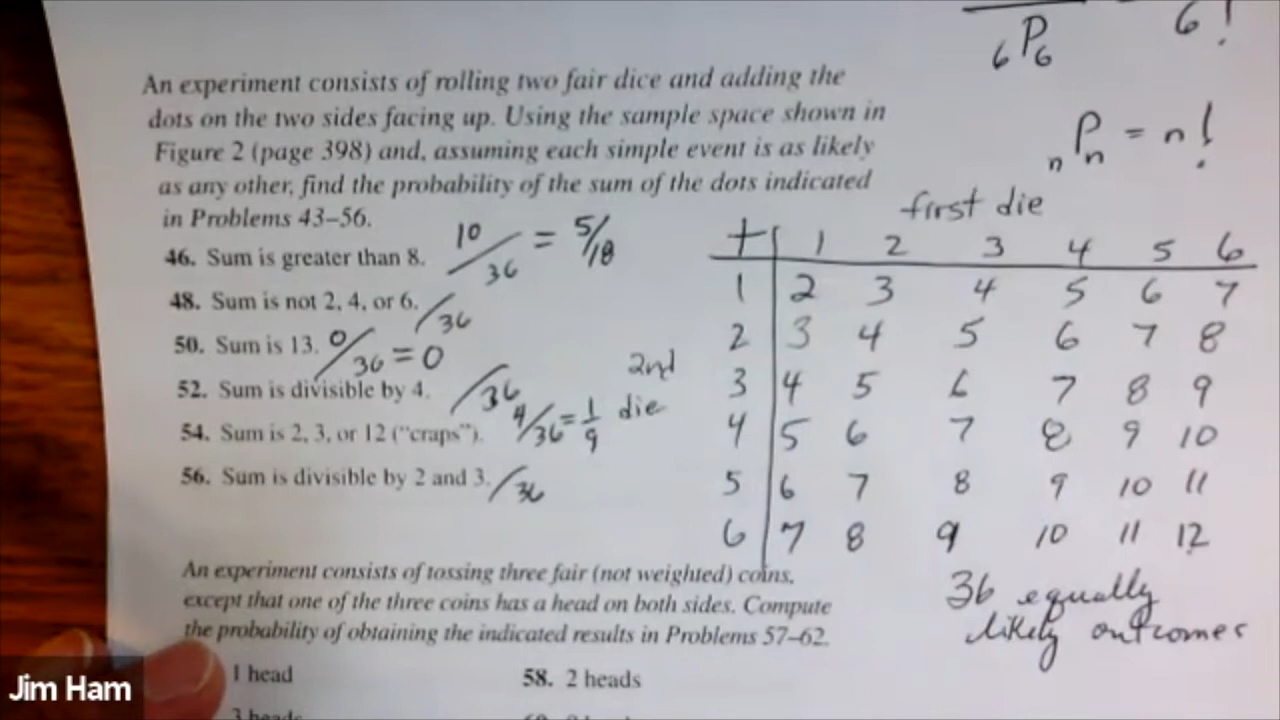 6P6 6!
nPn = n!
An experiment consists of rolling two fair dice and adding the
dots on the two sides facing up. Using the sample space shown in
Figure 2 (page 398) and, assuming each simple event is as likely
as any other, find the probability of the sum of the dots indicated
in Problems 43–56.
46. Sum is greater than 8. 10/36 = 5/18
48. Sum is not 2, 4, or 6. /36
50. Sum is 13. 0/36 = 0
52. Sum is divisible by 4. /36
54. Sum is 2, 3, or 12 ("craps"). 4/36 = 1/9
56. Sum is divisible by 2 and 3. /36
first die
2nd
die
+ 1 2 3 4 5 6
1 2 3 4 5 6 7
2 3 4 5 6 7 8
3 4 5 6 7 8 9
4 5 6 7 8 9 10
5 6 7 8 9 10 11
6 7 8 9 10 11 12
36 equally
likely outcomes
An experiment consists of tossing three fair (not weighted) coins,
except that one of the three coins has a head on both sides. Compute
the probability of obtaining the indicated results in Problems 57–62.
1 head 58. 2 heads
3 heads
Jim Ham